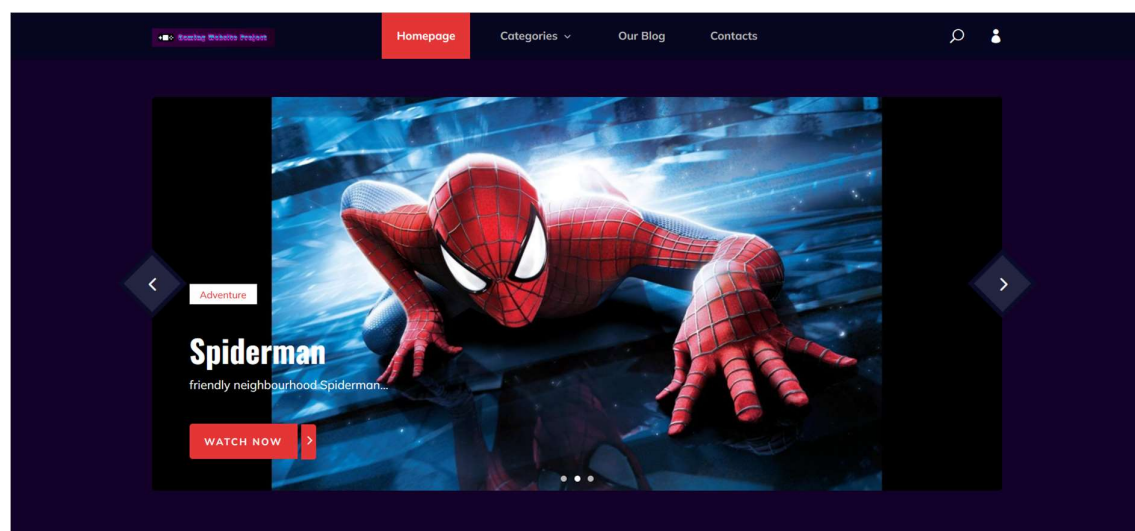 Gaming Website Project
Homepage
Categories
Our Blog
Contacts
Adventure
Spiderman
friendly neighbourhood Spiderman...
WATCH NOW